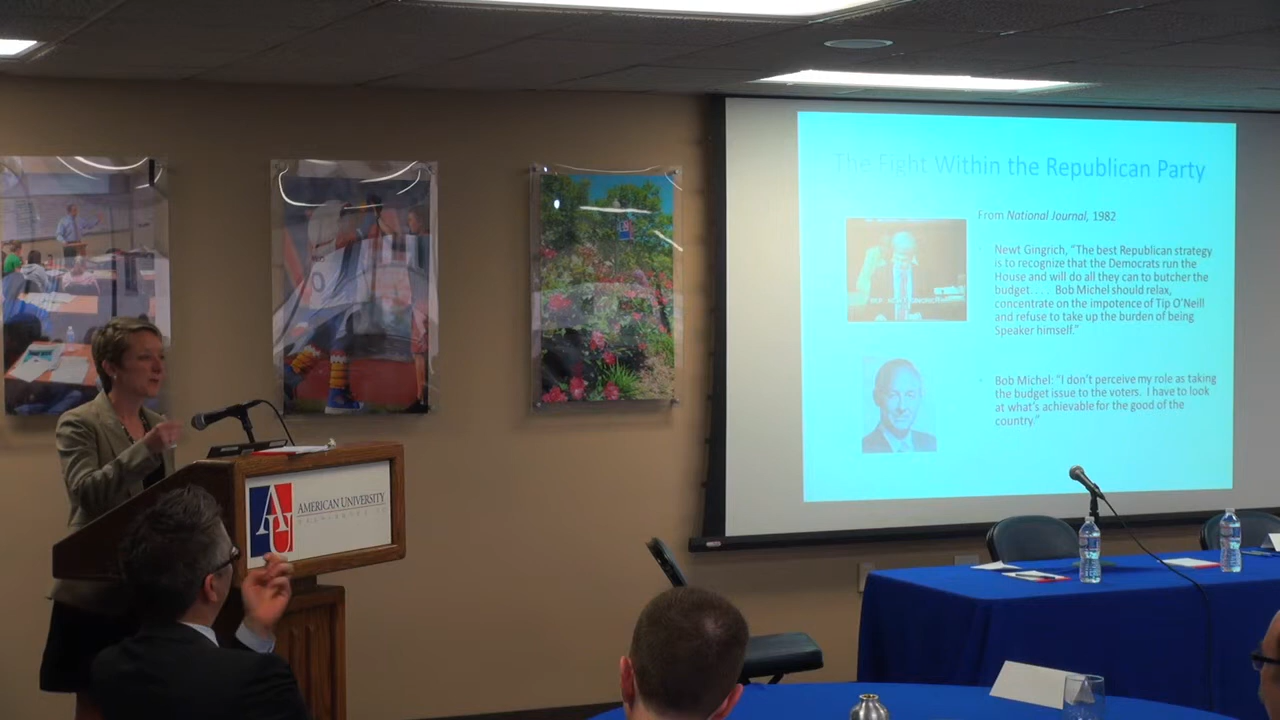 The Fight Within the Republican Party
From National Journal, 1982
Newt Gingrich, "The best Republican strategy
is to recognize that the Democrats run the
House and will do all they can to butcher the
budget. . . . Bob Michel should relax,
concentrate on the impotence of Tip O'Neill
and refuse to take up the burden of being
Speaker himself."
Bob Michel: "I don't perceive my role as taking
the budget issue to the voters. I have to look
at what's achievable for the good of the
country."
AU
AMERICAN UNIVERSITY
WASHINGTON, DC